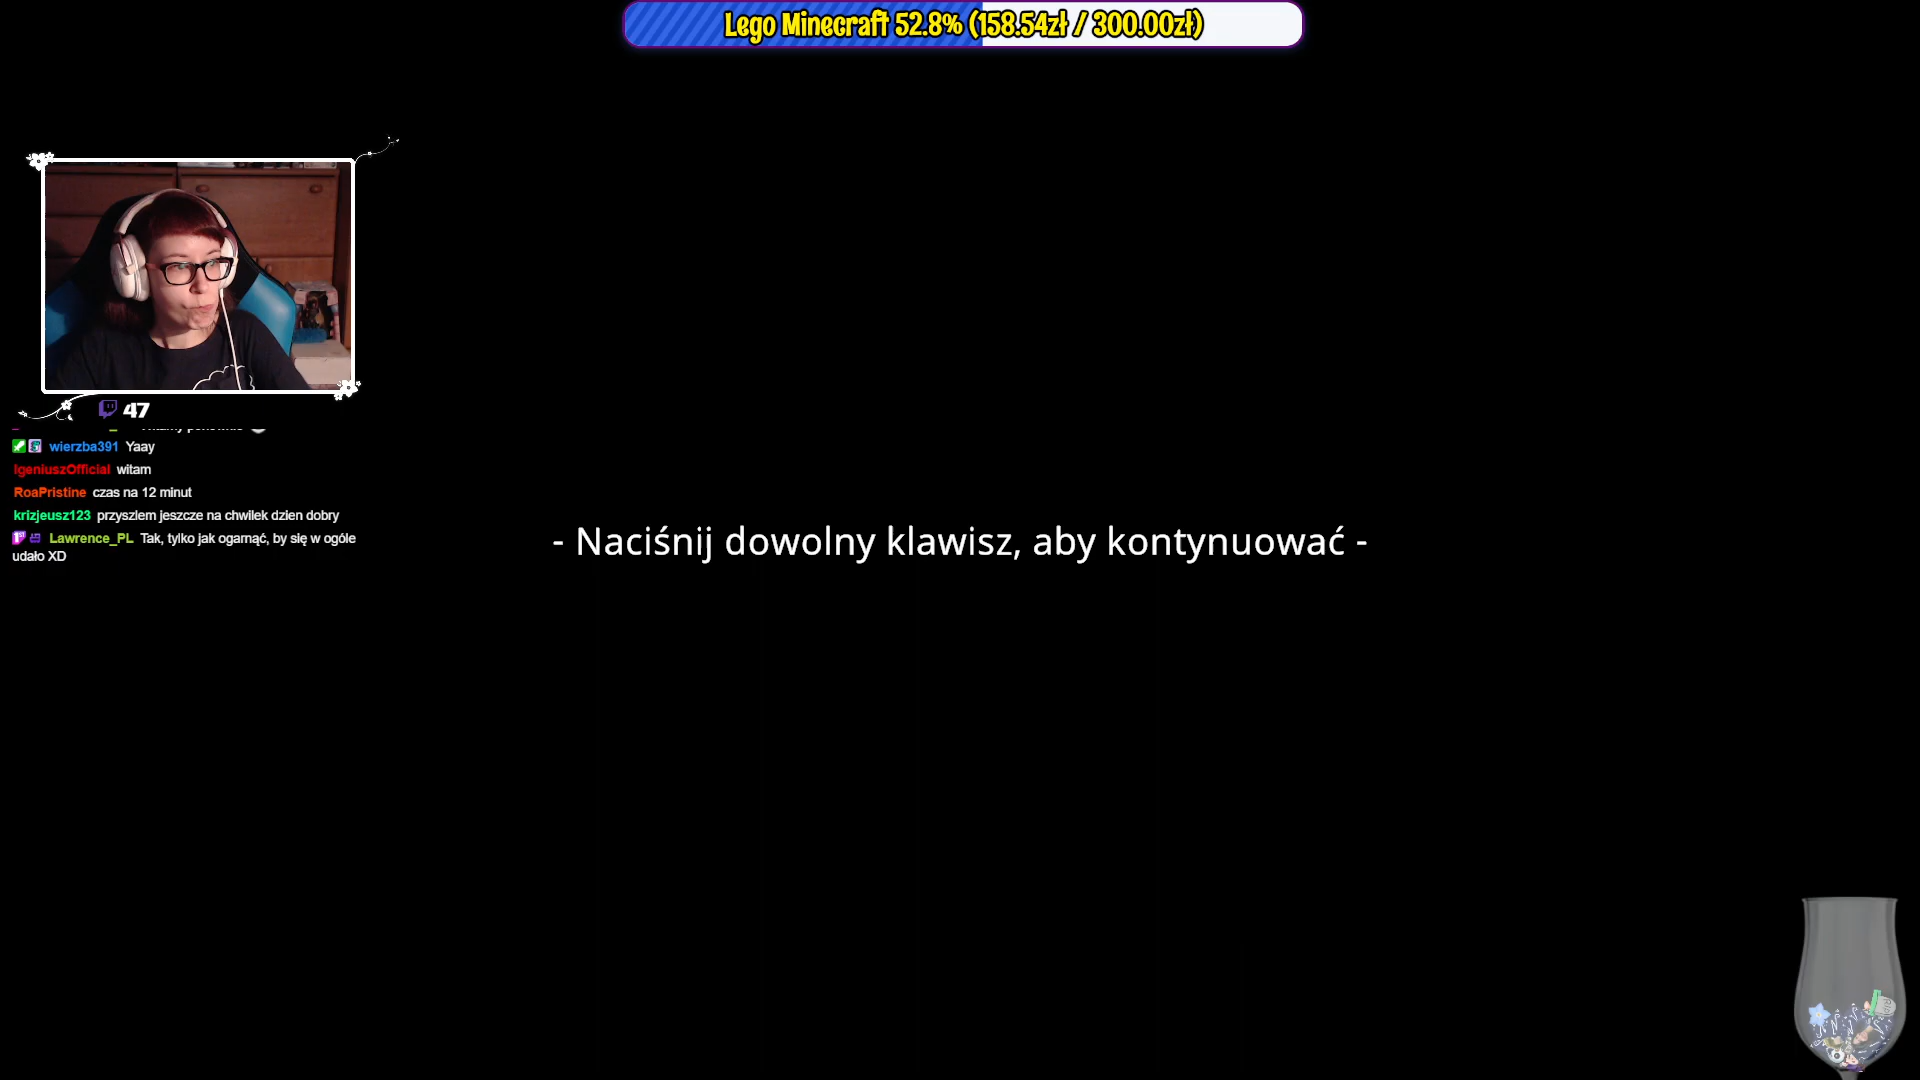 Lego Minecraft 52.8% (158.54zł / 300.00zł)
47
wierzba391 Yaay
IgeniuszOfficial witam
RoaPristine czas na 12 minut
krizjeusz123 przyszlem jeszcze na chwilek dzien dobry
Lawrence_PL Tak, tylko jak ogarnąć, by się w ogóle
udało XD
- Naciśnij dowolny klawisz, aby kontynuować -